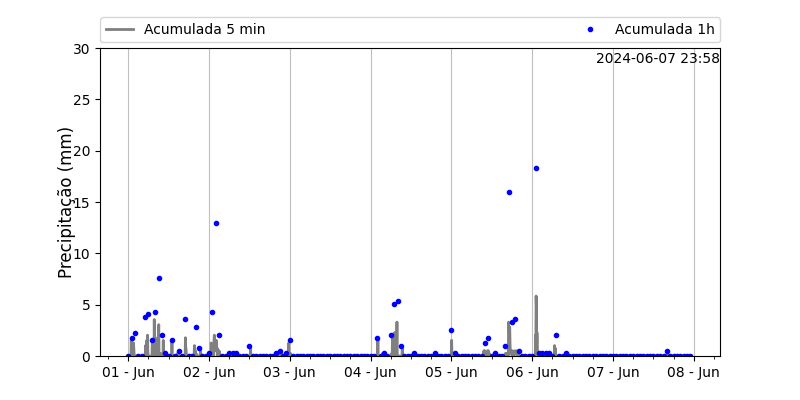 Acumulada 5 min Acumulada 1h
2024-06-07 23:58
Precipitação (mm)
30
25
20
15
10
5
0
01 - Jun 02 - Jun 03 - Jun 04 - Jun 05 - Jun 06 - Jun 07 - Jun 08 - Jun